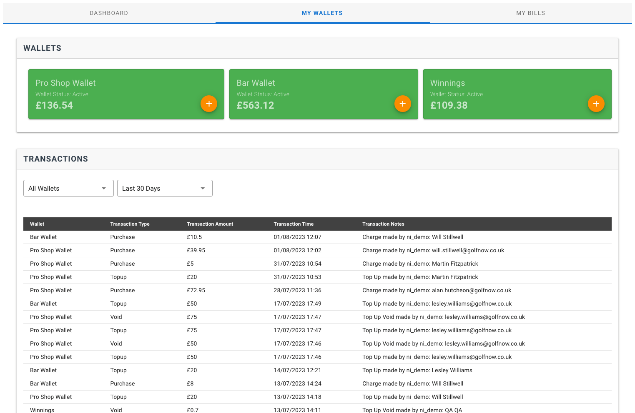 DASHBOARD MY WALLETS MY BILLS
WALLETS
Pro Shop Wallet
Wallet Status: Active
£136.54
+
Bar Wallet
Wallet Status: Active
£563.12
+
Winnings
Wallet Status: Active
£109.38
+
TRANSACTIONS
All Wallets Last 30 Days
Wallet Transaction Type Transaction Amount Transaction Time Transaction Notes
Bar Wallet Purchase £10.5 01/08/2023 12:07 Charge made by ni_demo: Will Stillwell
Pro Shop Wallet Purchase £39.95 01/08/2023 12:02 Charge made by ni_demo: will.stillwell@golfnow.co.uk
Pro Shop Wallet Purchase £5 31/07/2023 10:54 Charge made by ni_demo: Martin Fitzpatrick
Pro Shop Wallet Topup £20 31/07/2023 10:53 Top Up made by ni_demo: Martin Fitzpatrick
Pro Shop Wallet Purchase £72.95 28/07/2023 11:36 Charge made by ni_demo: alan.hutcheon@golfnow.co.uk
Bar Wallet Topup £50 17/07/2023 17:49 Top Up made by ni_demo: lesley.williams@golfnow.co.uk
Pro Shop Wallet Void £75 17/07/2023 17:47 Top Up Void made by ni_demo: lesley.williams@golfnow.co.uk
Pro Shop Wallet Topup £75 17/07/2023 17:47 Top Up made by ni_demo: lesley.williams@golfnow.co.uk
Pro Shop Wallet Void £50 17/07/2023 17:46 Top Up Void made by ni_demo: lesley.williams@golfnow.co.uk
Pro Shop Wallet Topup £50 17/07/2023 17:46 Top Up made by ni_demo: lesley.williams@golfnow.co.uk
Bar Wallet Topup £20 14/07/2023 12:21 Top Up made by ni_demo: Lesley Williams
Bar Wallet Purchase £8 13/07/2023 14:24 Charge made by ni_demo: Will Stillwell
Pro Shop Wallet Topup £20 13/07/2023 14:18 Top Up made by ni_demo: Will Stillwell
Winnings Void £0.7 13/07/2023 14:11 Top Up Void made by ni_demo: QA QA